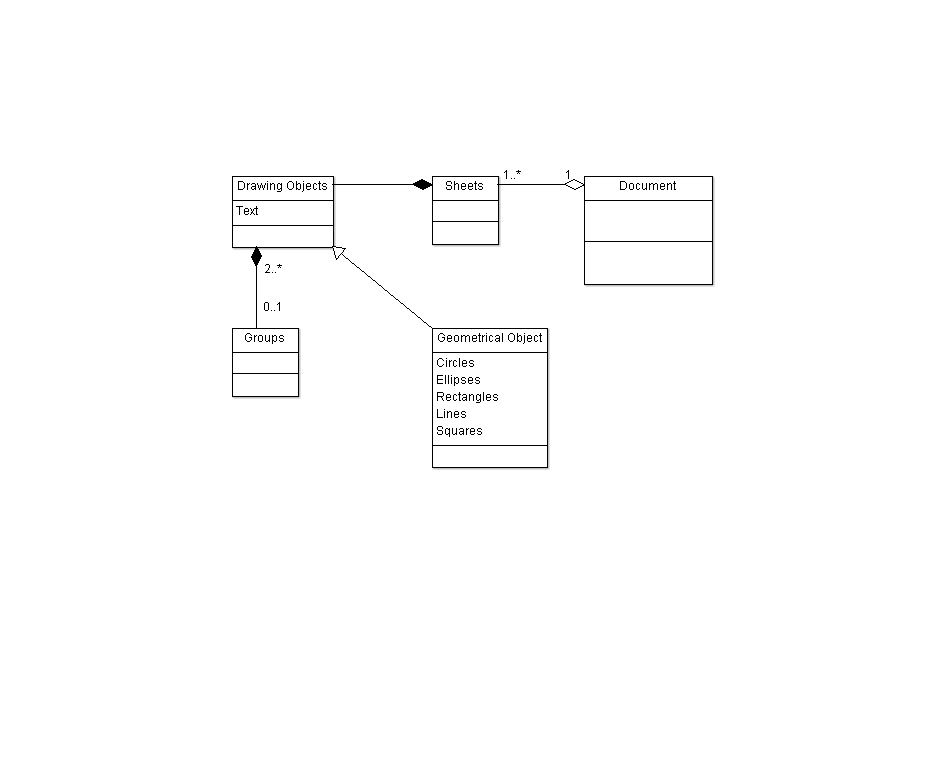 1..*
1
Drawing Objects
Sheets
Document
Text
2..*
0..1
Groups
Geometrical Object
Circles
Ellipses
Rectangles
Lines
Squares